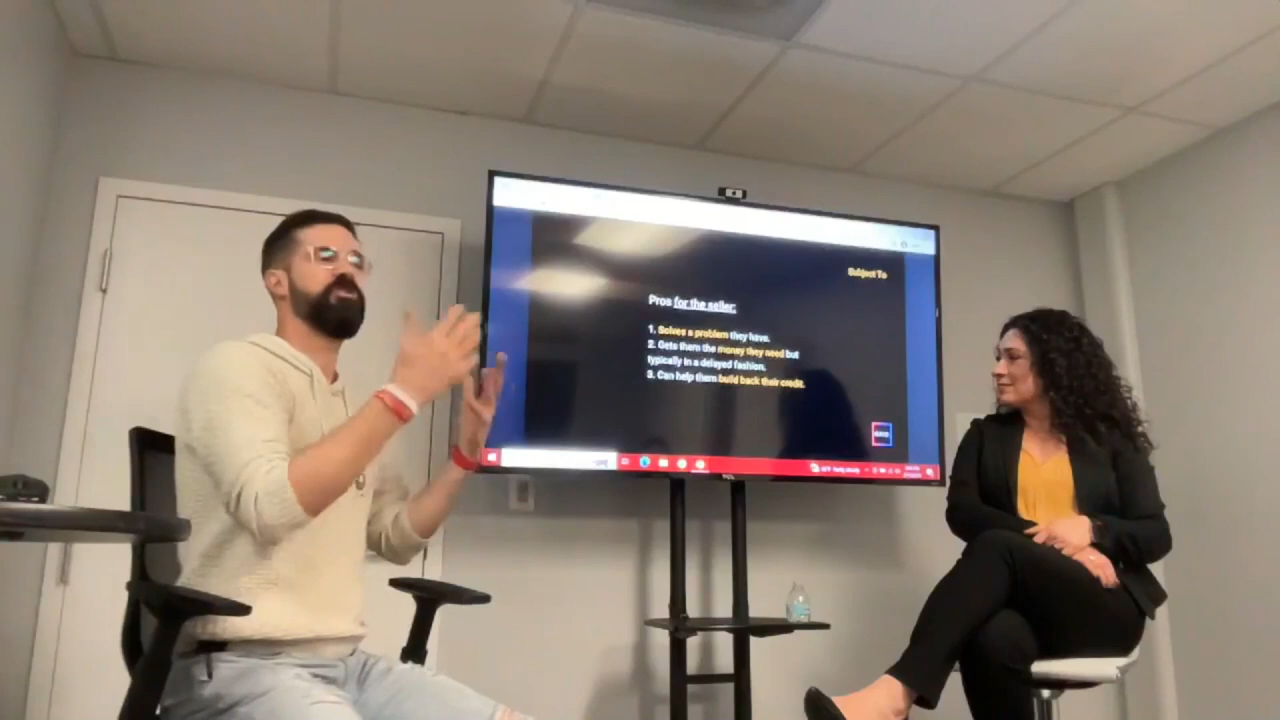 Subject To
Pros for the seller:
1. Solves a problem they have.
2. Gets them the money they need but
typically in a delayed fashion.
3. Can help them build back their credit.
TCL